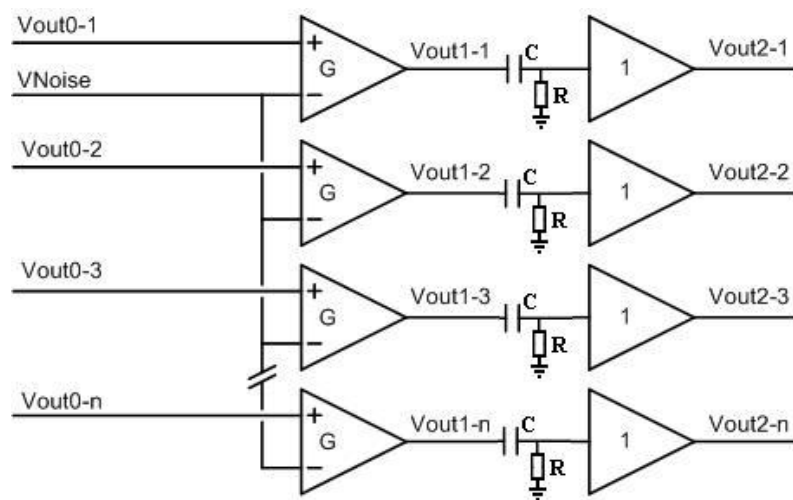 Vout0-1
+
G
Vout1-1
C
R
1
Vout2-1
VNoise
−
Vout0-2
+
G
Vout1-2
C
R
1
Vout2-2
−
Vout0-3
+
G
Vout1-3
C
R
1
Vout2-3
−
Vout0-n
+
G
Vout1-n
C
R
1
Vout2-n
−